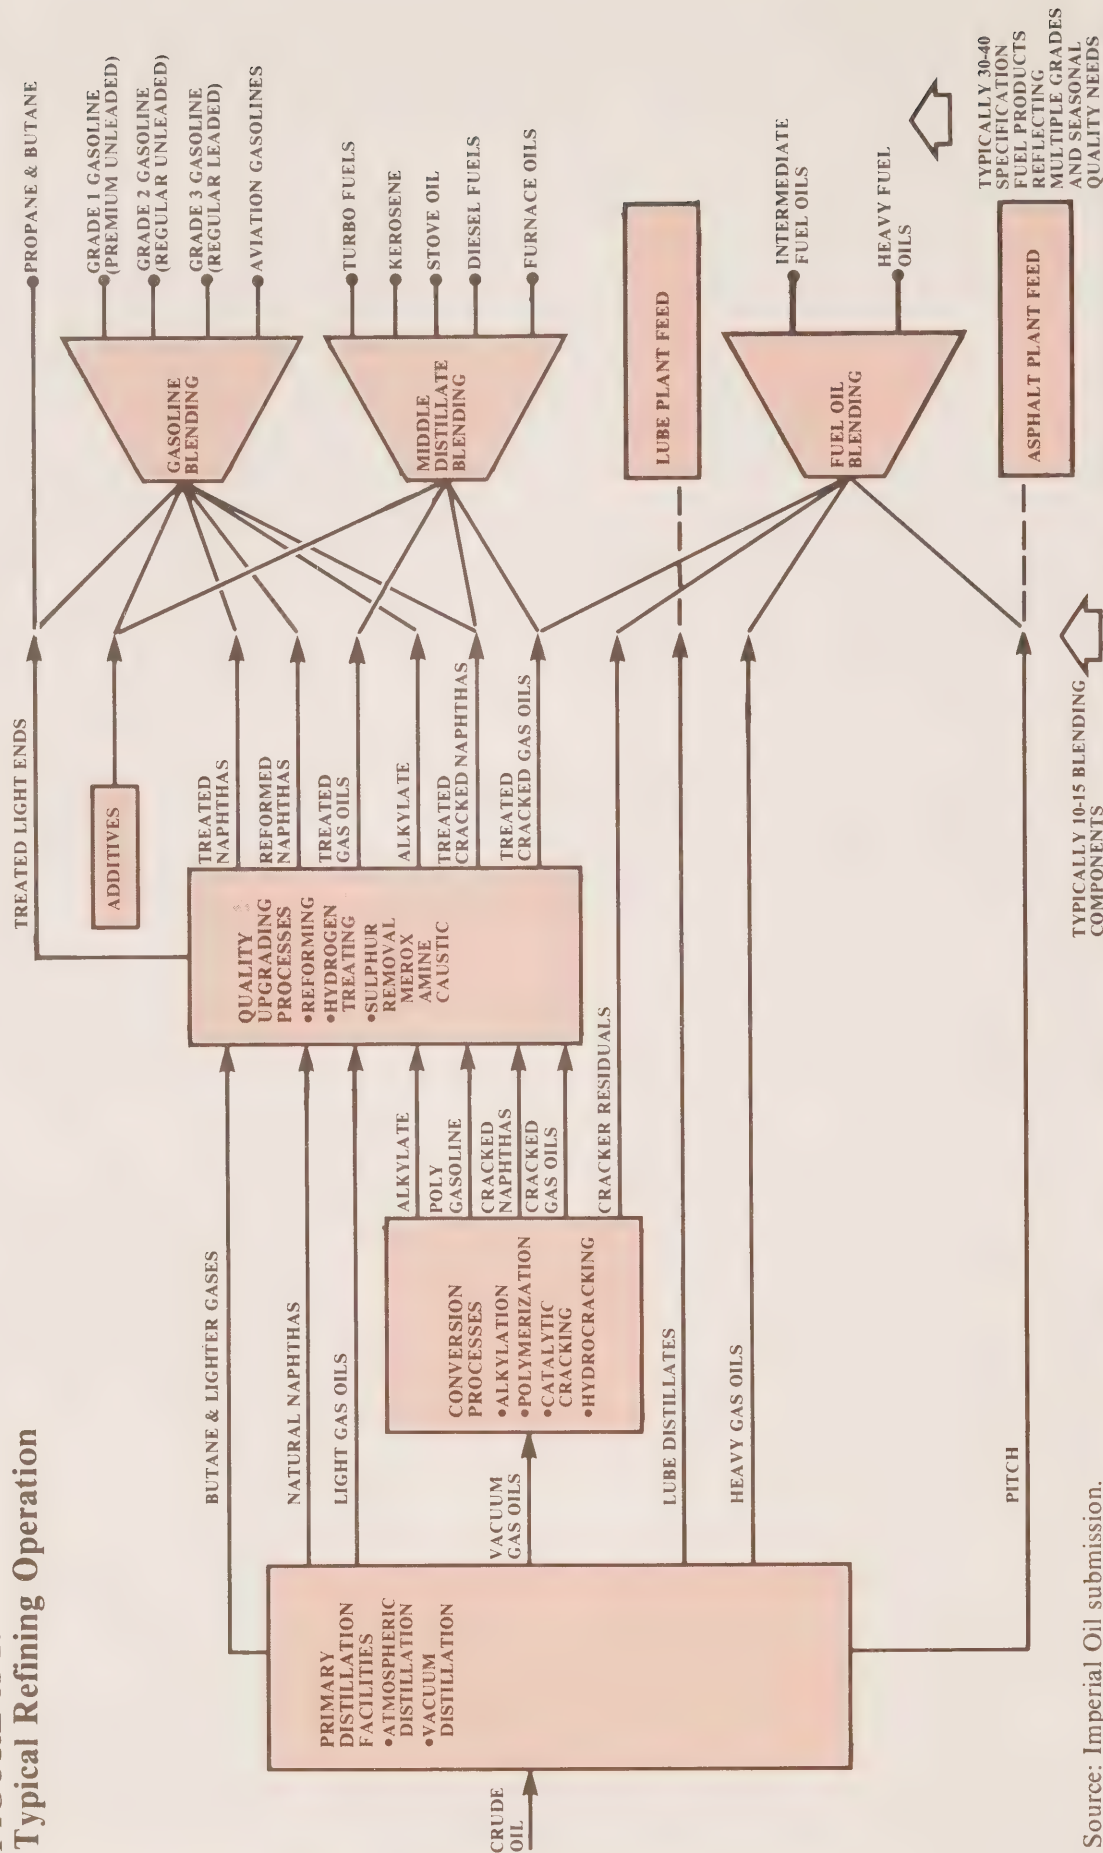 Typical Refining Operation
CRUDE
OIL
PRIMARY
DISTILLATION
FACILITIES
•ATMOSPHERIC
DISTILLATION
•VACUUM
DISTILLATION
BUTANE & LIGHTER GASES
NATURAL NAPHTHAS
LIGHT GAS OILS
VACUUM
GAS OILS
LUBE DISTILLATES
HEAVY GAS OILS
PITCH
CONVERSION
PROCESSES
•ALKYLATION
•POLYMERIZATION
•CATALYTIC
CRACKING
•HYDROCRACKING
ALKYLATE
POLY
GASOLINE
CRACKED
NAPHTHAS
CRACKED
GAS OILS
CRACKER RESIDUALS
QUALITY
UPGRADING
PROCESSES
•REFORMING
•HYDROGEN
TREATING
•SULPHUR
REMOVAL
MEROX
AMINE
CAUSTIC
TREATED LIGHT ENDS
ADDITIVES
TREATED
NAPHTHAS
REFORMED
NAPHTHAS
TREATED
GAS OILS
ALKYLATE
TREATED
CRACKED NAPHTHAS
TREATED
CRACKED GAS OILS
TYPICALLY 10-15 BLENDING
COMPONENTS
GASOLINE
BLENDING
MIDDLE
DISTILLATE
BLENDING
LUBE PLANT FEED
FUEL OIL
BLENDING
ASPHALT PLANT FEED
PROPANE & BUTANE
GRADE 1 GASOLINE
(PREMIUM UNLEADED)
GRADE 2 GASOLINE
(REGULAR UNLEADED)
GRADE 3 GASOLINE
(REGULAR LEADED)
AVIATION GASOLINES
TURBO FUELS
KEROSENE
STOVE OIL
DIESEL FUELS
FURNACE OILS
INTERMEDIATE
FUEL OILS
HEAVY FUEL
OILS
TYPICALLY 30-40
SPECIFICATION
FUEL PRODUCTS
REFLECTING
MULTIPLE GRADES
AND SEASONAL
QUALITY NEEDS
Source: Imperial Oil submission.